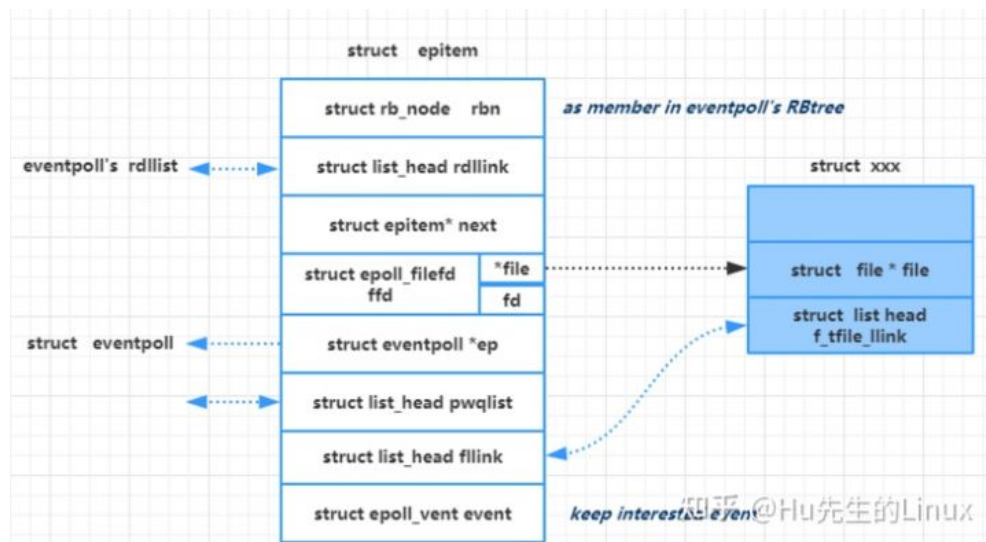 struct epitem
struct rb_node rbn
as member in eventpoll's RBtree
eventpoll's rdllist
struct list_head rdllink
struct xxx
struct epitem* next
struct epoll_filefd
ffd
*file
fd
struct file * file
struct list head
f_tfile_llink
struct eventpoll
struct eventpoll *ep
struct list_head pwqlist
struct list_head fllink
struct epoll_vent event
keep interested event
知乎 @Hu先生的Linux